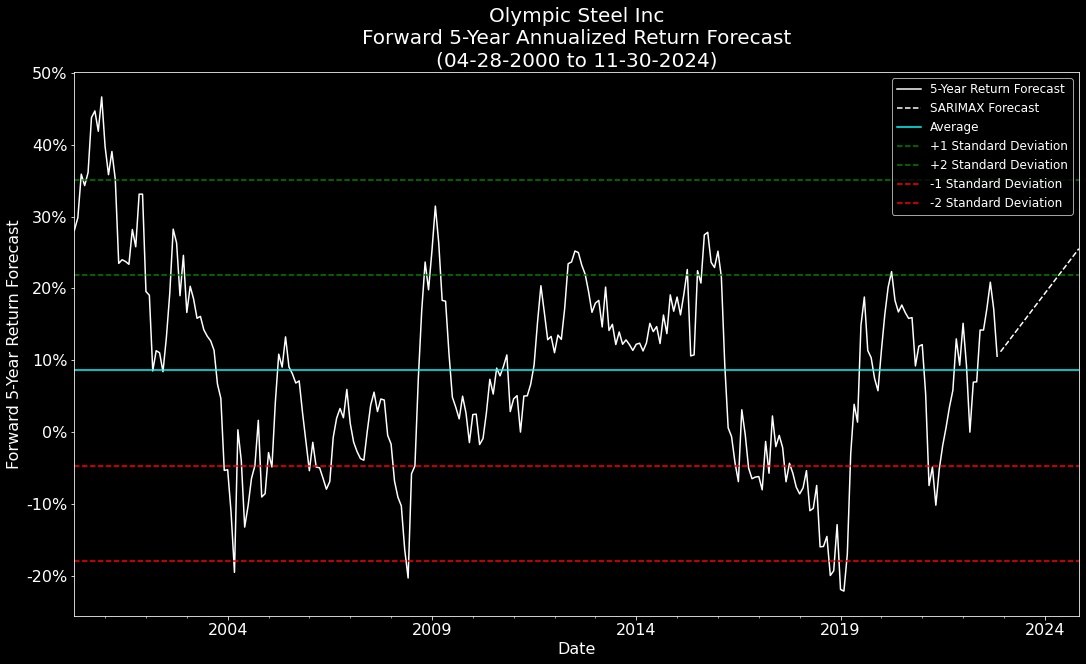 Olympic Steel Inc
Forward 5-Year Annualized Return Forecast
(04-28-2000 to 11-30-2024)
5-Year Return Forecast
SARIMAX Forecast
Average
+1 Standard Deviation
+2 Standard Deviation
-1 Standard Deviation
-2 Standard Deviation
Forward 5-Year Return Forecast
50%
40%
30%
20%
10%
0%
-10%
-20%
2004
2009
2014
2019
2024
Date